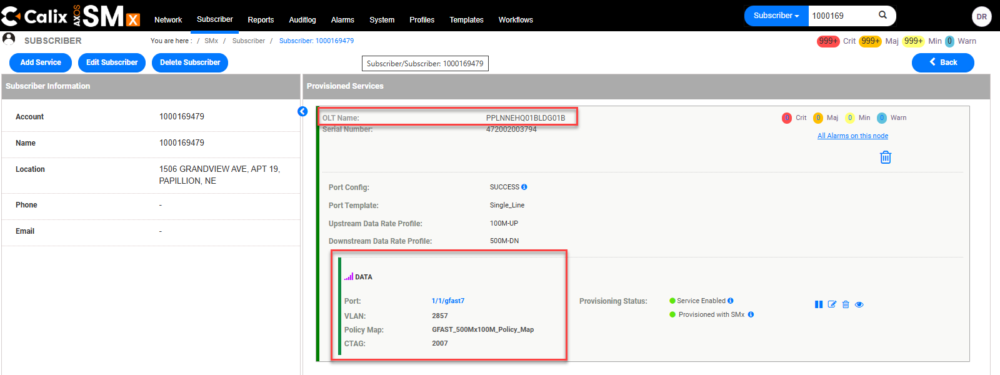 Calix AXOS SMx
Network Subscriber Reports Auditlog Alarms System Profiles Templates Workflows
Subscriber 1000169
DR
SUBSCRIBER
You are here : / SMx / Subscriber / Subscriber: 1000169479
999+ Crit 999+ Maj 999+ Min 0 Warn
Add Service Edit Subscriber Delete Subscriber
Subscriber/Subscriber: 1000169479
Back
Subscriber Information
Account 1000169479
Name 1000169479
Location 1506 GRANDVIEW AVE, APT 19,
PAPILLION, NE
Phone -
Email -
Provisioned Services
OLT Name: PPLNNEHQ01BLDG01B
0 Crit 0 Maj 0 Min 0 Warn
Serial Number: 472002003794
All Alarms on this node
Port Config: SUCCESS
Port Template: Single_Line
Upstream Data Rate Profile: 100M-UP
Downstream Data Rate Profile: 500M-DN
DATA
Port: 1/1/gfast7
VLAN: 2857
Policy Map: GFAST_500Mx100M_Policy_Map
CTAG: 2007
Provisioning Status: Service Enabled
Provisioned with SMx